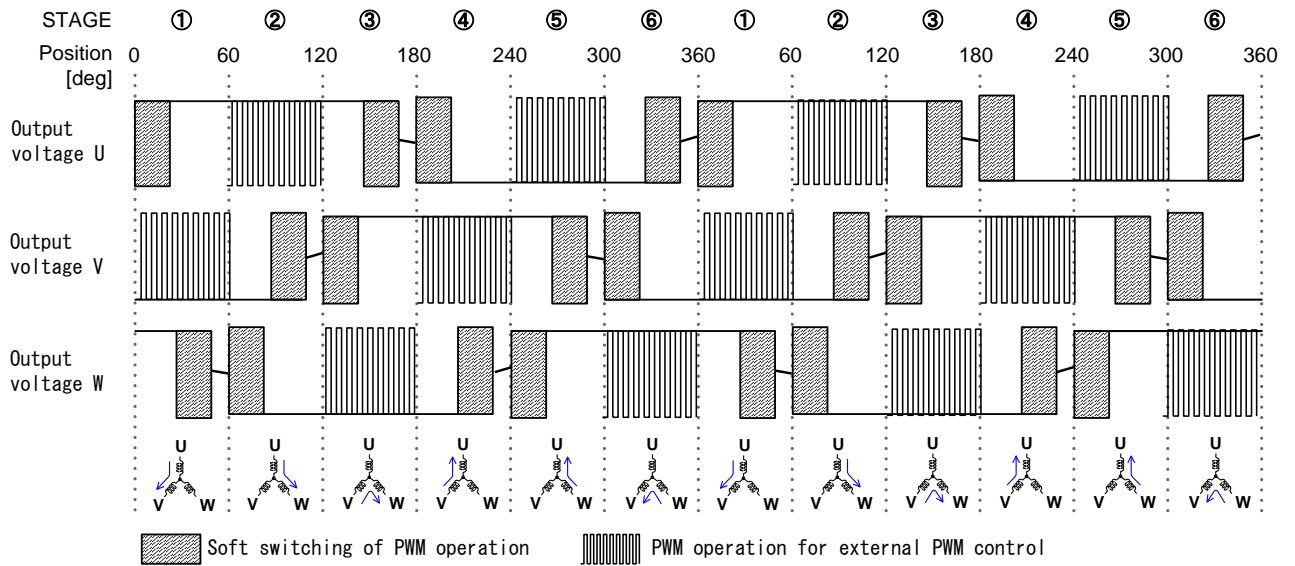 STAGE ① ② ③ ④ ⑤ ⑥ ① ② ③ ④ ⑤ ⑥
Position 0 60 120 180 240 300 360 60 120 180 240 300 360
[deg]
Output
voltage U
Output
voltage V
Output
voltage W
U U U U U U U U U U U U
V W V W V W V W V W V W V W V W V W V W V W V W
Soft switching of PWM operation PWM operation for external PWM control